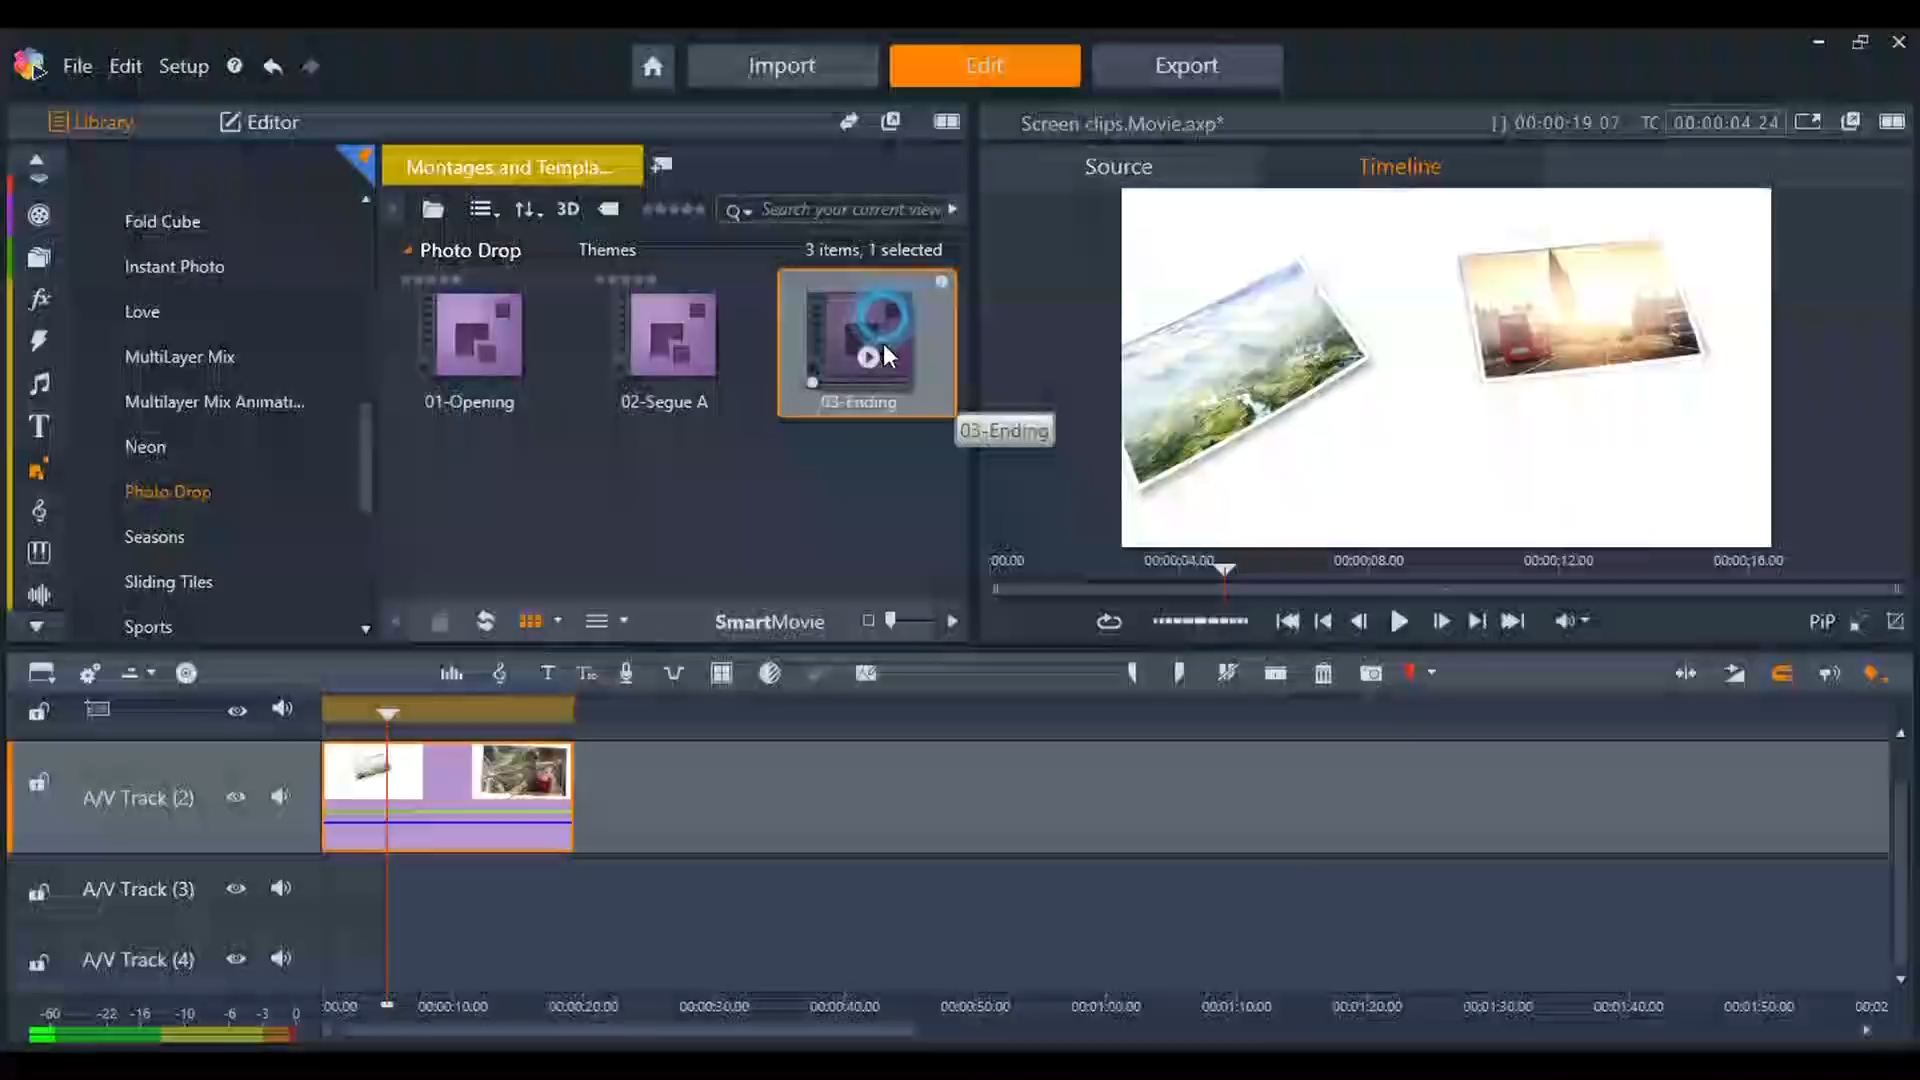 File Edit Setup Import Edit Export
Library Editor Screen clips.Movie.axp* [ ] 00:00:19.07 TC 00:00:04.24
Montages and Templa... Source Timeline
3D Search your current view
Photo Drop Themes 3 items, 1 selected
Fold Cube
Instant Photo
Love
MultiLayer Mix
Multilayer Mix Animati...
Neon
Photo Drop
Seasons
Sliding Tiles
Sports
01-Opening 02-Segue A 03-Ending
03-Ending
:00.00 00:00:04.00 00:00:08.00 00:00:12.00 00:00:16.00
SmartMovie PiP
A/V Track (2)
A/V Track (3)
A/V Track (4)
:00.00 00:00:10.00 00:00:20.00 00:00:30.00 00:00:40.00 00:00:50.00 00:01:00.00 00:01:10.00 00:01:20.00 00:01:30.00 00:01:40.00 00:01:50.00 00:02
-60 -22 -16 -10 -6 -3 0